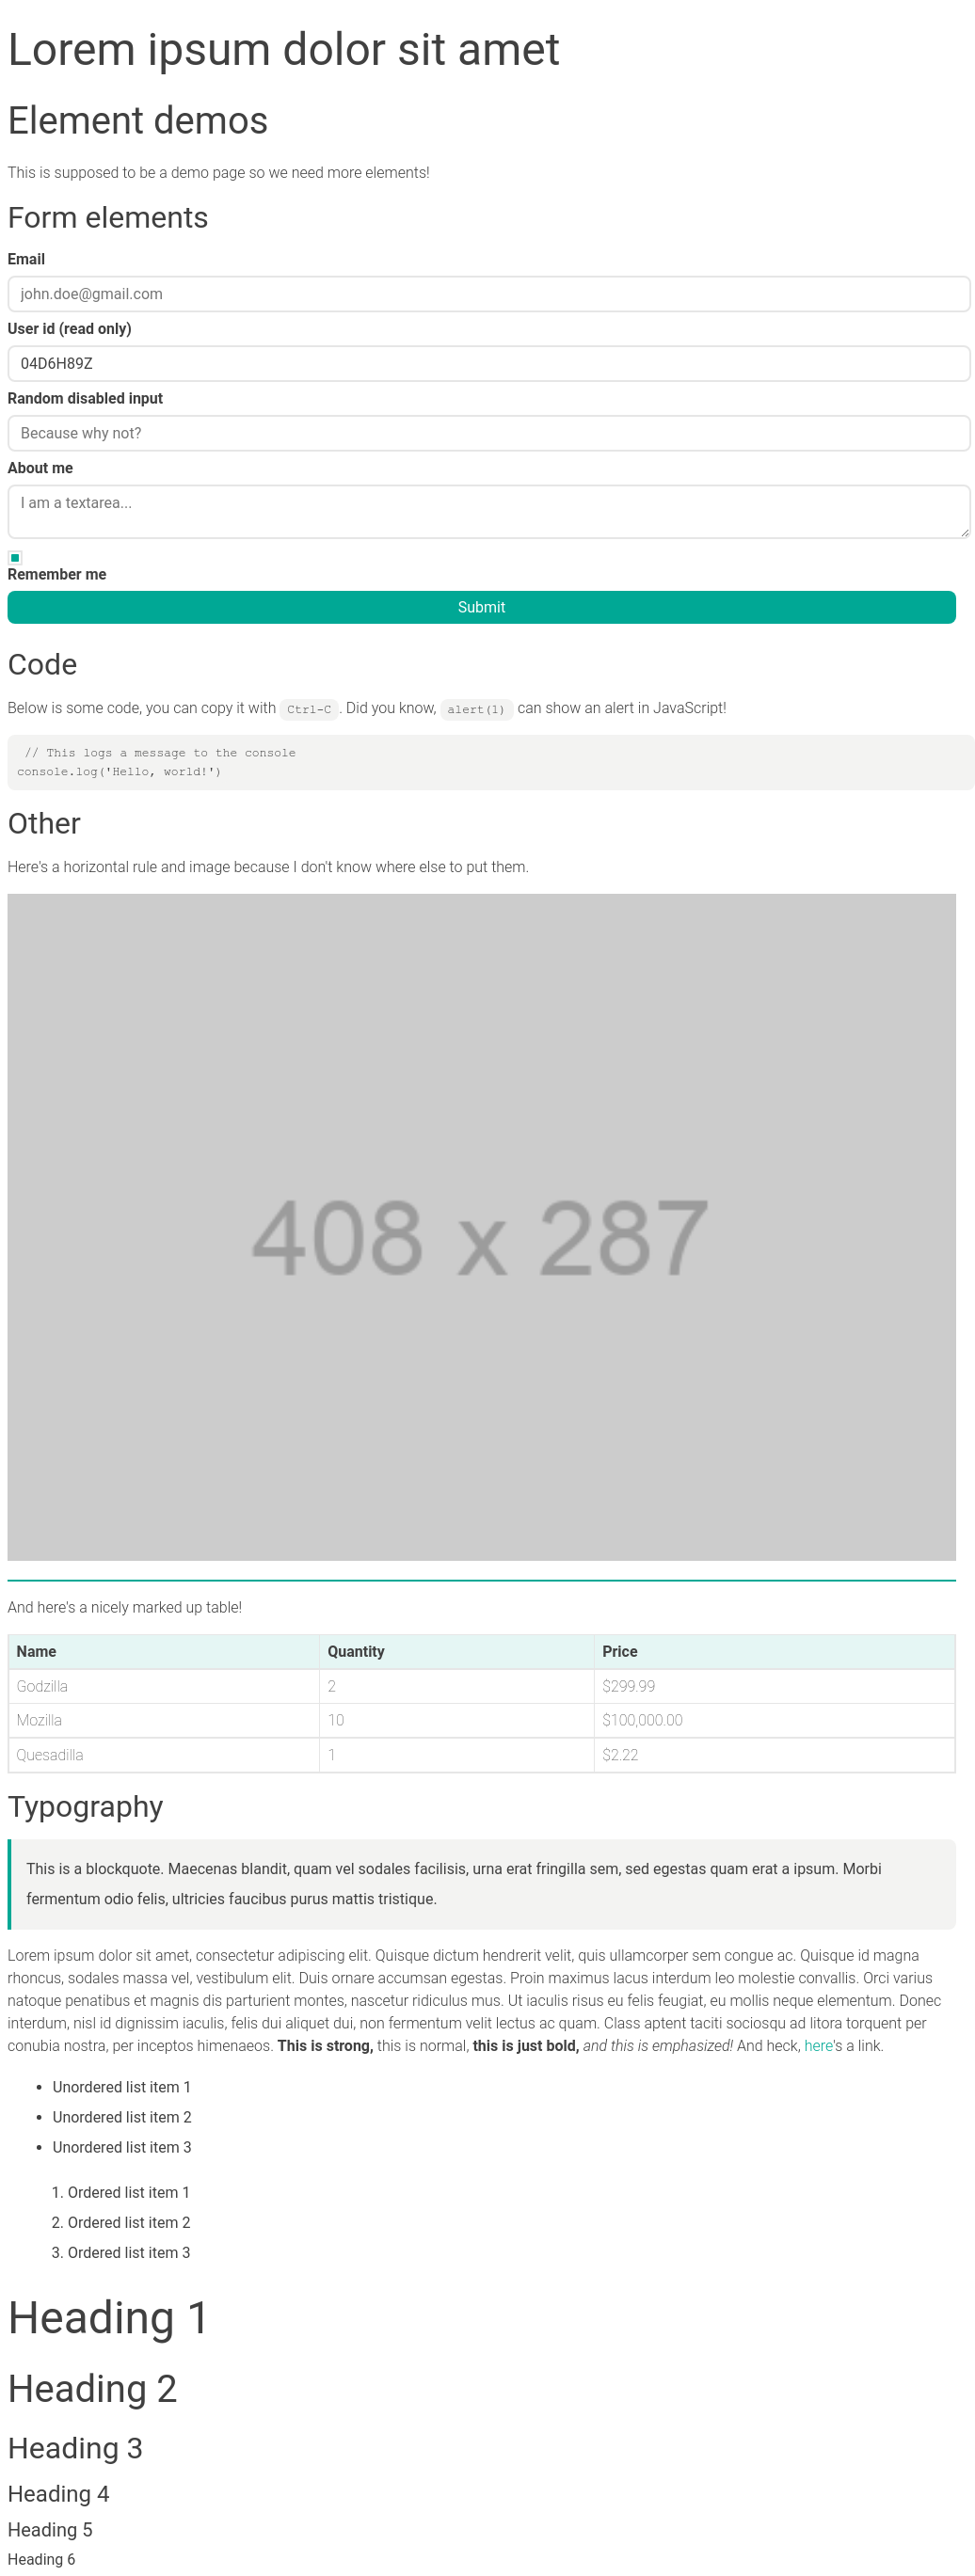 Lorem ipsum dolor sit amet
Element demos
This is supposed to be a demo page so we need more elements!
Form elements
Email
john.doe@gmail.com
User id (read only)
04D6H89Z
Random disabled input
Because why not?
About me
I am a textarea...
Remember me
Submit
Code
Below is some code, you can copy it with Ctrl-C. Did you know, alert(1) can show an alert in JavaScript!
// This logs a message to the console
console.log('Hello, world!')
Other
Here's a horizontal rule and image because I don't know where else to put them.
408 x 287
And here's a nicely marked up table!
Name Quantity Price
Godzilla 2 $299.99
Mozilla 10 $100,000.00
Quesadilla 1 $2.22
Typography
This is a blockquote. Maecenas blandit, quam vel sodales facilisis, urna erat fringilla sem, sed egestas quam erat a ipsum. Morbi
fermentum odio felis, ultricies faucibus purus mattis tristique.
Lorem ipsum dolor sit amet, consectetur adipiscing elit. Quisque dictum hendrerit velit, quis ullamcorper sem congue ac. Quisque id magna
rhoncus, sodales massa vel, vestibulum elit. Duis ornare accumsan egestas. Proin maximus lacus interdum leo molestie convallis. Orci varius
natoque penatibus et magnis dis parturient montes, nascetur ridiculus mus. Ut iaculis risus eu felis feugiat, eu mollis neque elementum. Donec
interdum, nisl id dignissim iaculis, felis dui aliquet dui, non fermentum velit lectus ac quam. Class aptent taciti sociosqu ad litora torquent per
conubia nostra, per inceptos himenaeos. This is strong, this is normal, this is just bold, and this is emphasized! And heck, here's a link.
• Unordered list item 1
• Unordered list item 2
• Unordered list item 3
1. Ordered list item 1
2. Ordered list item 2
3. Ordered list item 3
Heading 1
Heading 2
Heading 3
Heading 4
Heading 5
Heading 6